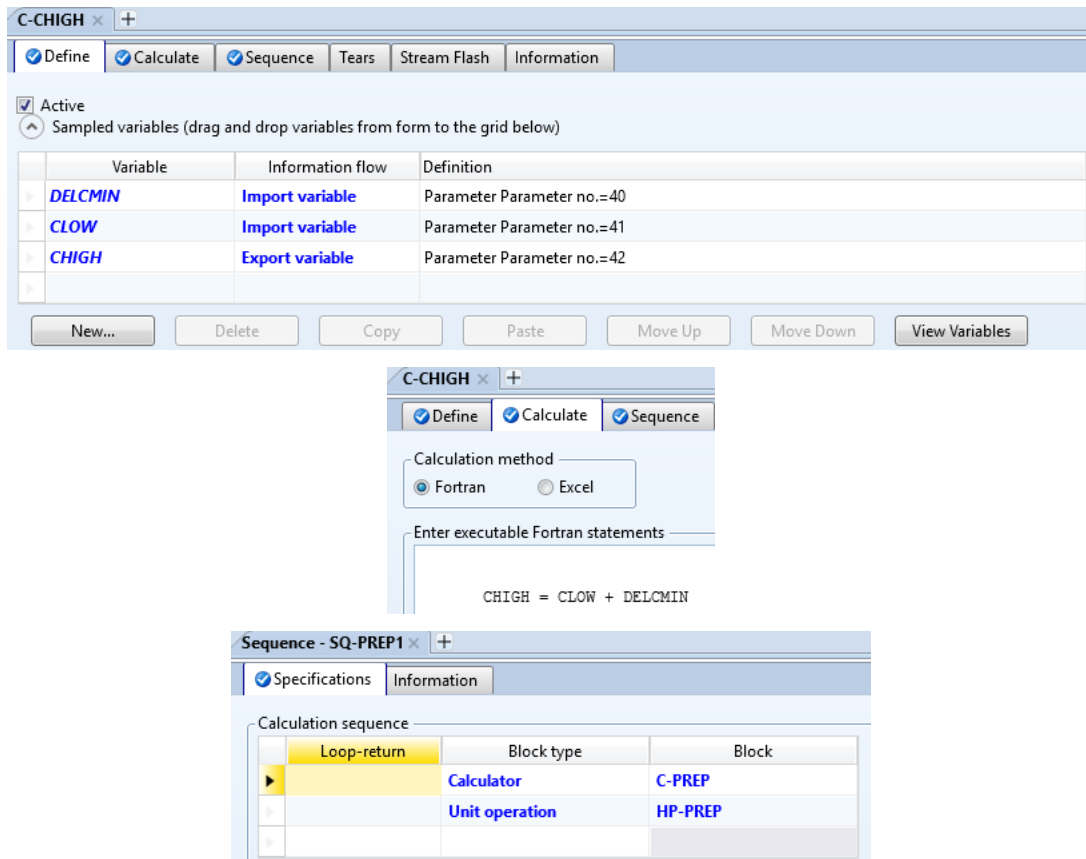 C-CHIGH × +
Define Calculate Sequence Tears Stream Flash Information
Active
Sampled variables (drag and drop variables from form to the grid below)
Variable Information flow Definition
DELCMIN Import variable Parameter Parameter no.=40
CLOW Import variable Parameter Parameter no.=41
CHIGH Export variable Parameter Parameter no.=42
New... Delete Copy Paste Move Up Move Down View Variables
C-CHIGH × +
Define Calculate Sequence
Calculation method
Fortran Excel
Enter executable Fortran statements
CHIGH = CLOW + DELCMIN
Sequence - SQ-PREP1 × +
Specifications Information
Calculation sequence
Loop-return Block type Block
Calculator C-PREP
Unit operation HP-PREP